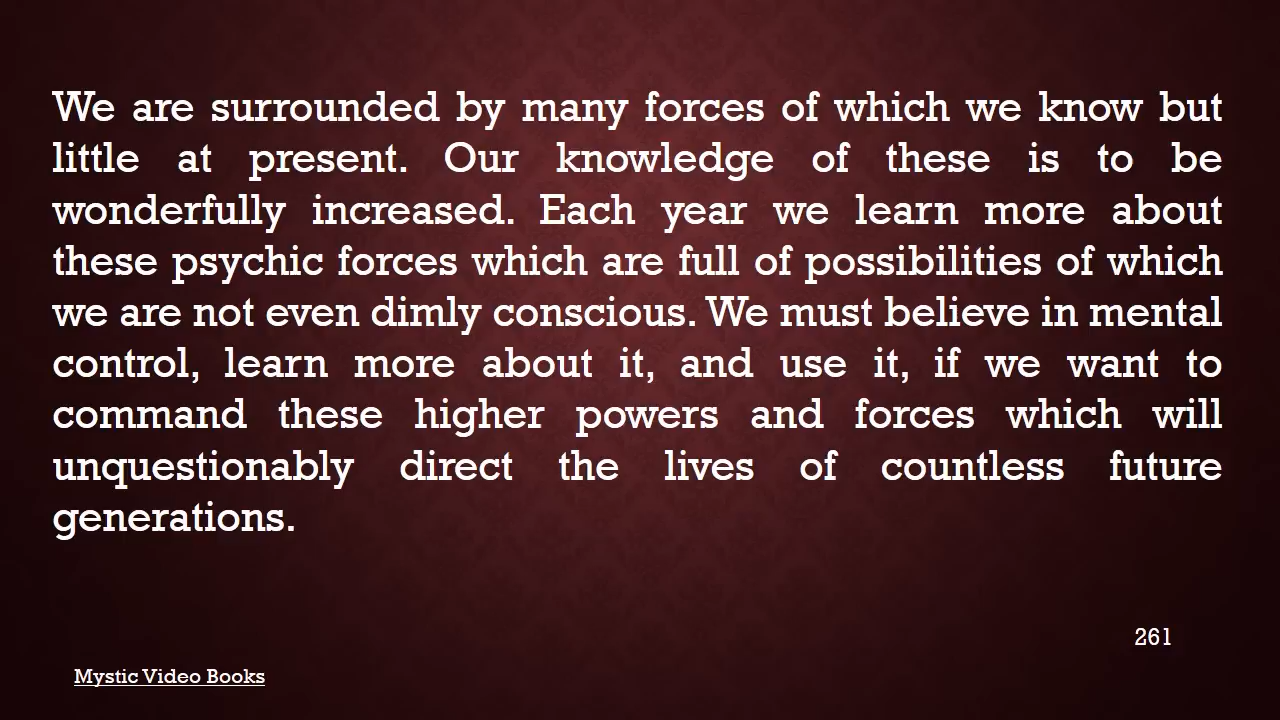 We are surrounded by many forces of which we know but
little at present. Our knowledge of these is to be
wonderfully increased. Each year we learn more about
these psychic forces which are full of possibilities of which
we are not even dimly conscious. We must believe in mental
control, learn more about it, and use it, if we want to
command these higher powers and forces which will
unquestionably direct the lives of countless future
generations.
261
Mystic Video Books